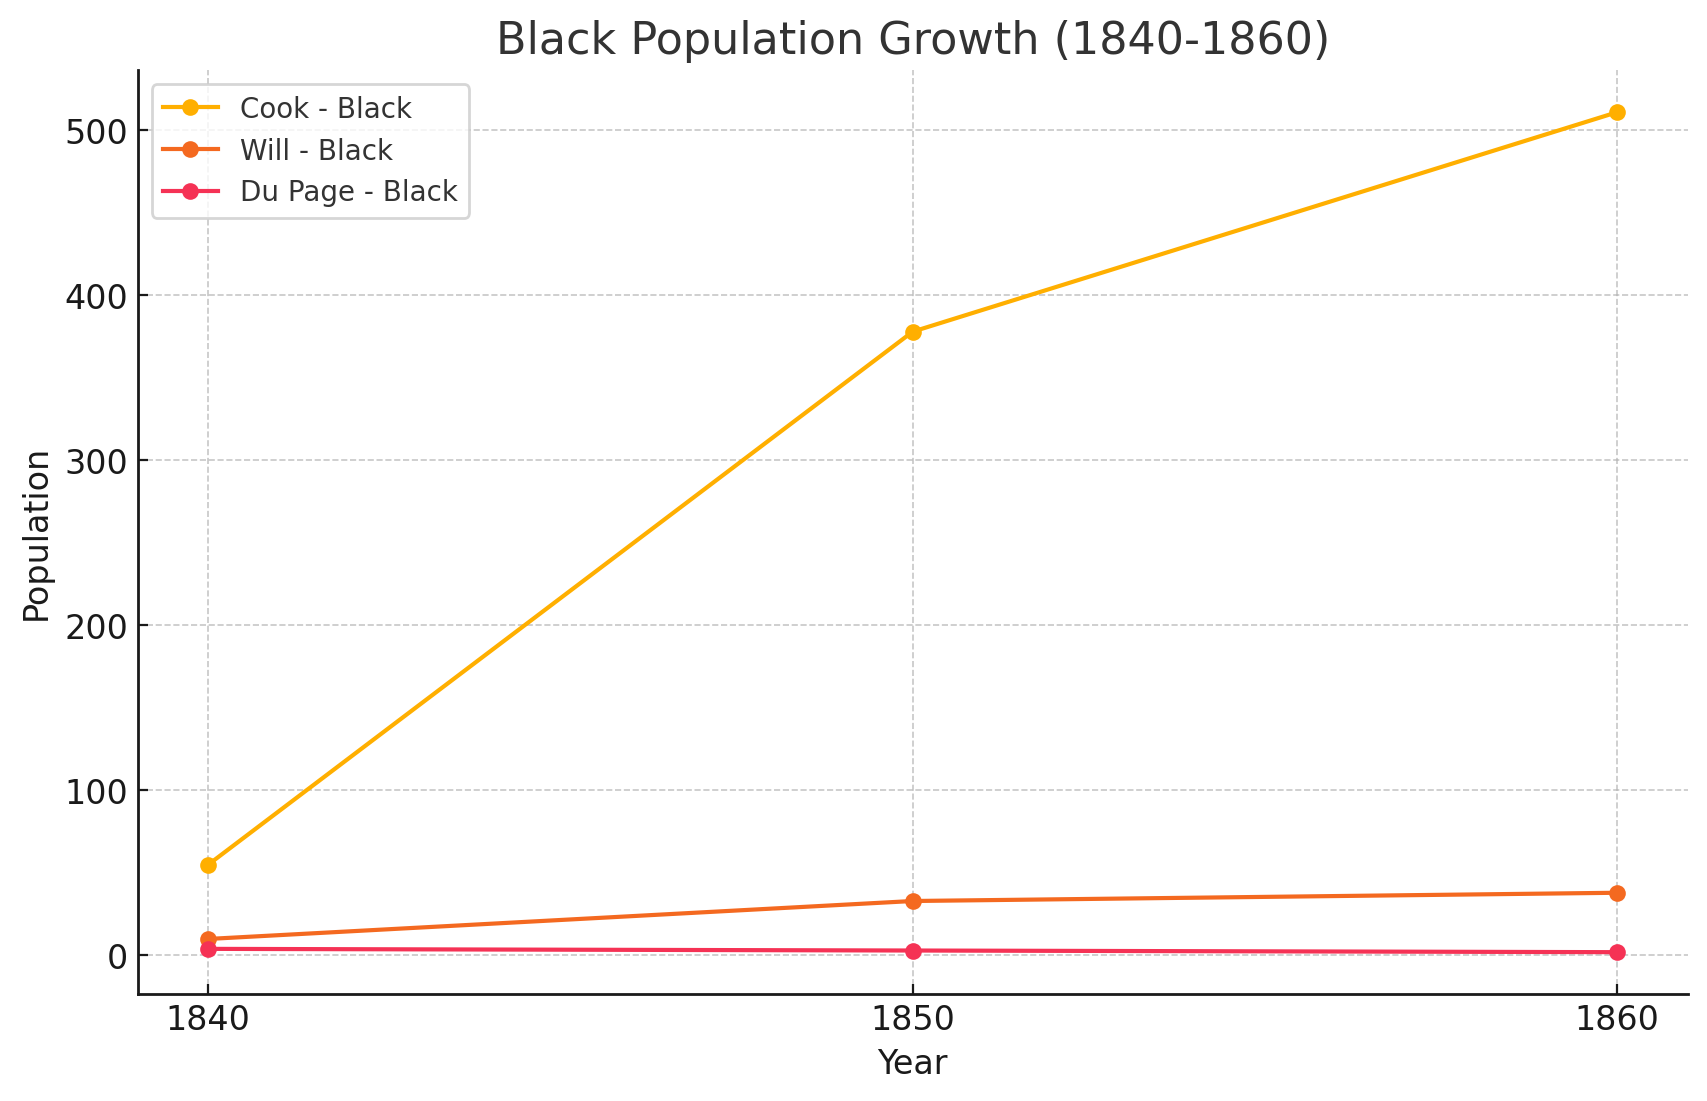 Black Population Growth (1840-1860)
Cook - Black
Will - Black
Du Page - Black
Population
500
400
300
200
100
0
1840 1850 1860
Year